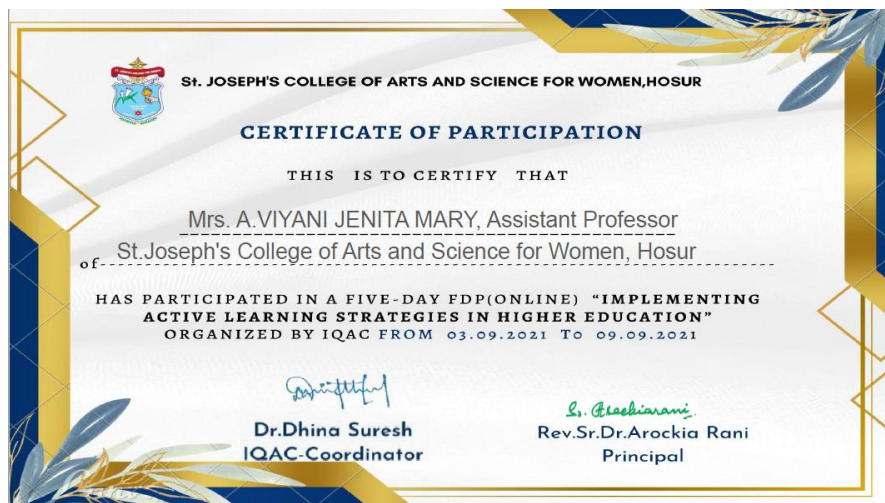 St. JOSEPH'S COLLEGE OF ARTS AND SCIENCE FOR WOMEN,HOSUR
CERTIFICATE OF PARTICIPATION
THIS IS TO CERTIFY THAT
Mrs. A.VIYANI JENITA MARY, Assistant Professor
of St.Joseph's College of Arts and Science for Women, Hosur
HAS PARTICIPATED IN A FIVE-DAY FDP(ONLINE) “IMPLEMENTING
ACTIVE LEARNING STRATEGIES IN HIGHER EDUCATION”
ORGANIZED BY IQAC FROM 03.09.2021 To 09.09.2021
Dr.Dhina Suresh
IQAC-Coordinator
Rev.Sr.Dr.Arockia Rani
Principal